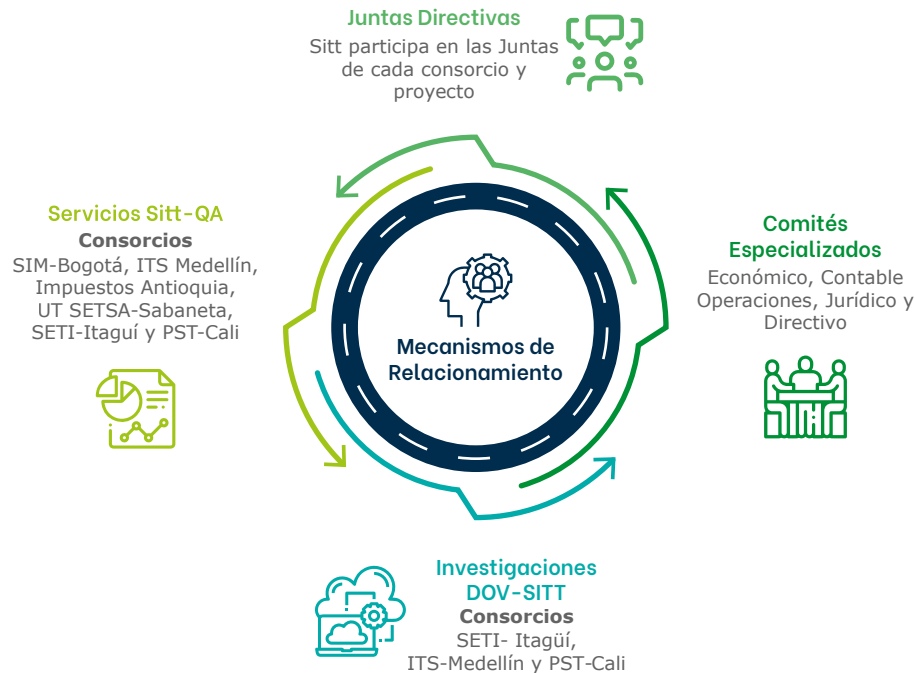 Juntas Directivas
Sitt participa en las Juntas
de cada consorcio y
proyecto
Servicios Sitt-QA
Consorcios
SIM-Bogotá, ITS Medellín,
Impuestos Antioquia,
UT SETSA-Sabaneta,
SETI-Itaguí y PST-Cali
Mecanismos de
Relacionamiento
Comités
Especializados
Económico, Contable
Operaciones, Jurídico y
Directivo
Investigaciones
DOV-SITT
Consorcios
SETI- Itagüí,
ITS-Medellín y PST-Cali